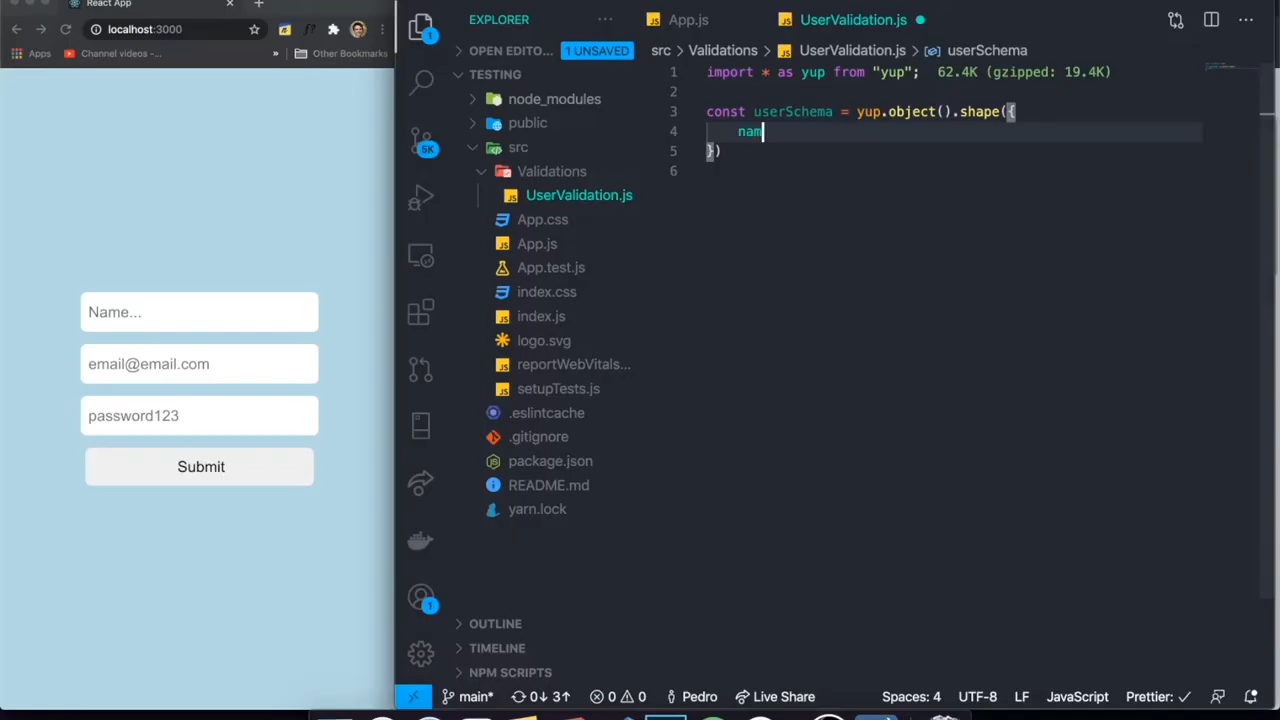 React App
localhost:3000
Apps
Channel videos -...
»
Other Bookmarks
Name...
email@email.com
password123
Submit
EXPLORER
OPEN EDITO... 1 UNSAVED
TESTING
node_modules
public
src
Validations
UserValidation.js
App.css
App.js
App.test.js
index.css
index.js
logo.svg
reportWebVitals...
setupTests.js
.eslintcache
.gitignore
package.json
README.md
yarn.lock
OUTLINE
TIMELINE
NPM SCRIPTS
1
5K
1
App.js
UserValidation.js
src > Validations > UserValidation.js > userSchema
1 import * as yup from "yup"; 62.4K (gzipped: 19.4K)
2
3 const userSchema = yup.object().shape({
4 nam
5 })
6
main* 0↓ 3↑ 0 0 Pedro Live Share Spaces: 4 UTF-8 LF JavaScript Prettier: ✓